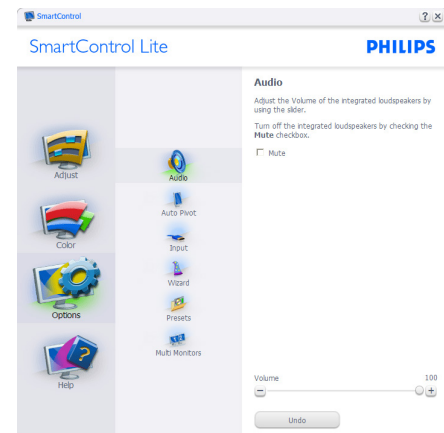 SmartControl
? ×
SmartControl Lite
PHILIPS
Adjust
Color
Options
Help
Audio
Auto Pivot
Input
Wizard
Presets
Multi Monitors
Audio
Adjust the Volume of the integrated loudspeakers by
using the slider.
Turn off the integrated loudspeakers by checking the
Mute checkbox.
Mute
Volume 100
Undo